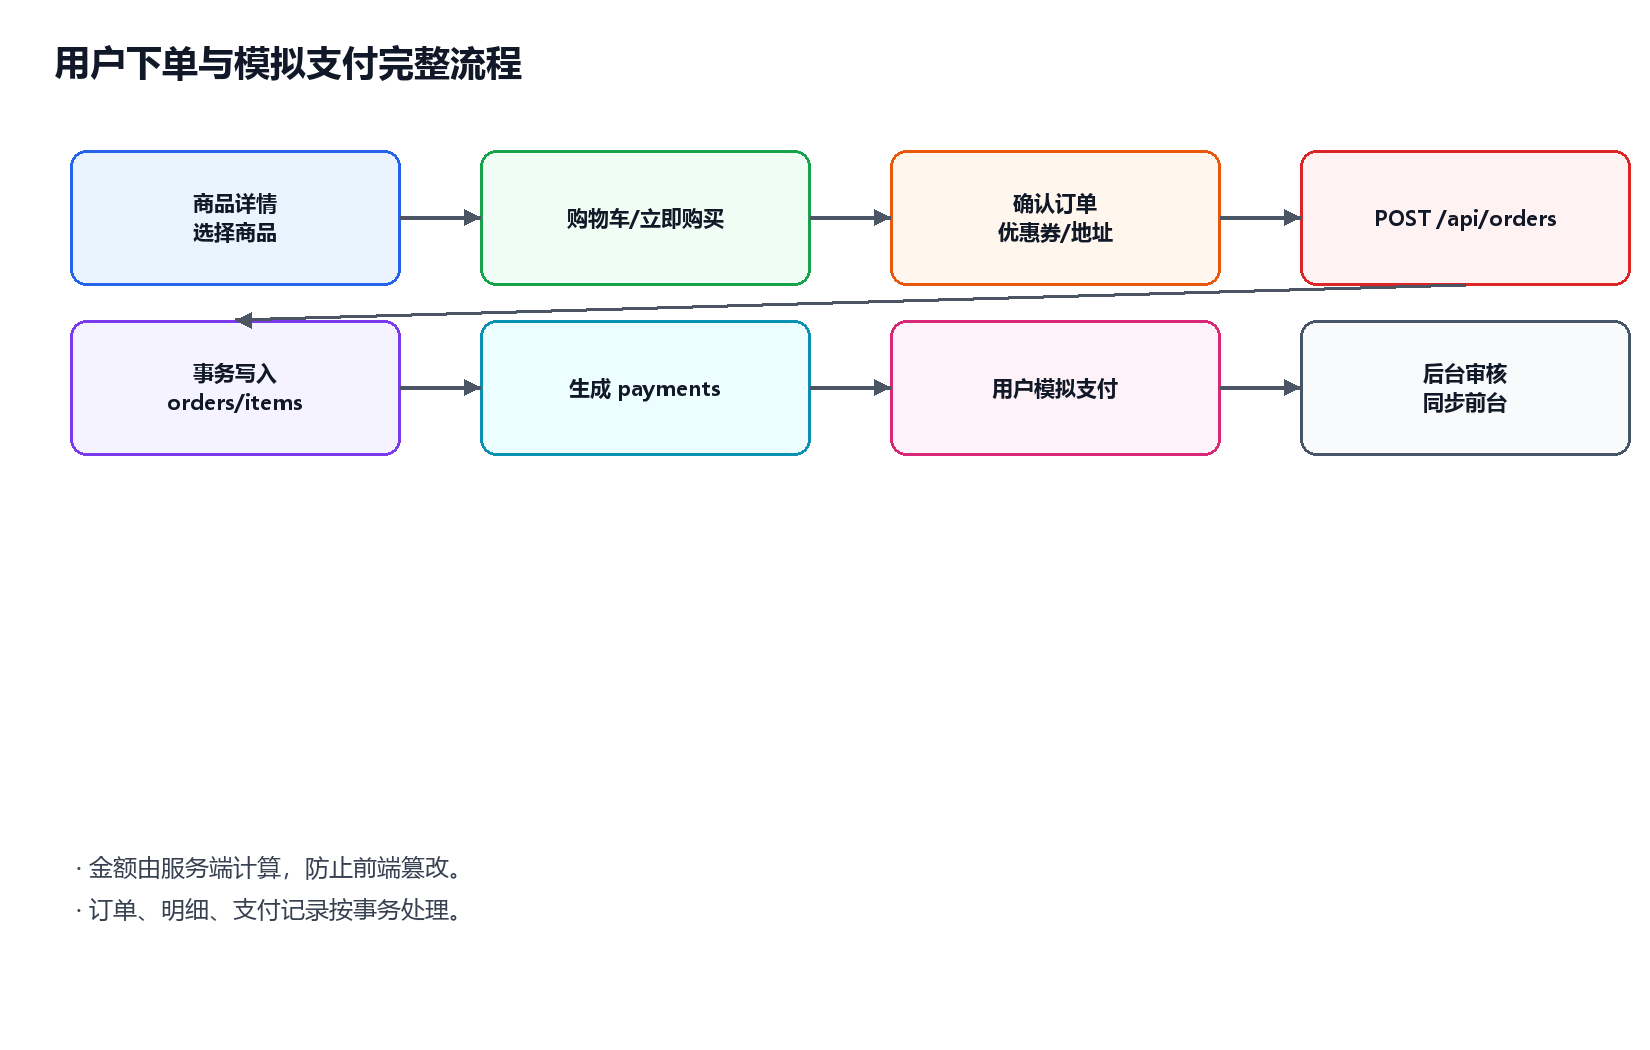 用户下单与模拟支付完整流程
商品详情
选择商品
购物车/立即购买
确认订单
优惠券/地址
POST /api/orders
事务写入
orders/items
生成 payments
用户模拟支付
后台审核
同步前台
· 金额由服务端计算，防止前端篡改。
· 订单、明细、支付记录按事务处理。